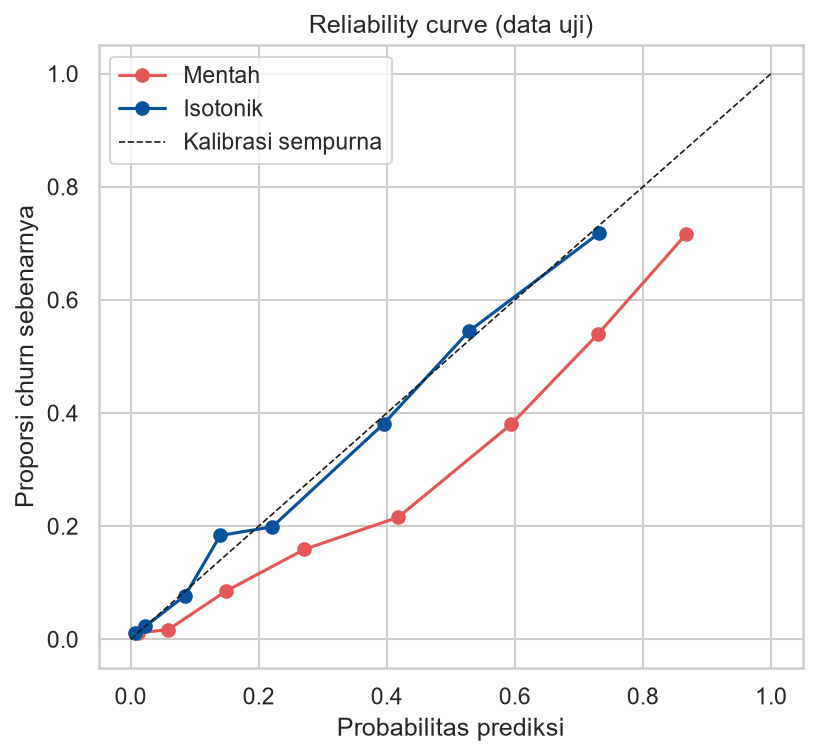 Reliability curve (data uji)
Mentah
Isotonik
Kalibrasi sempurna
Proporsi churn sebenarnya
1.0
0.8
0.6
0.4
0.2
0.0
0.0 0.2 0.4 0.6 0.8 1.0
Probabilitas prediksi